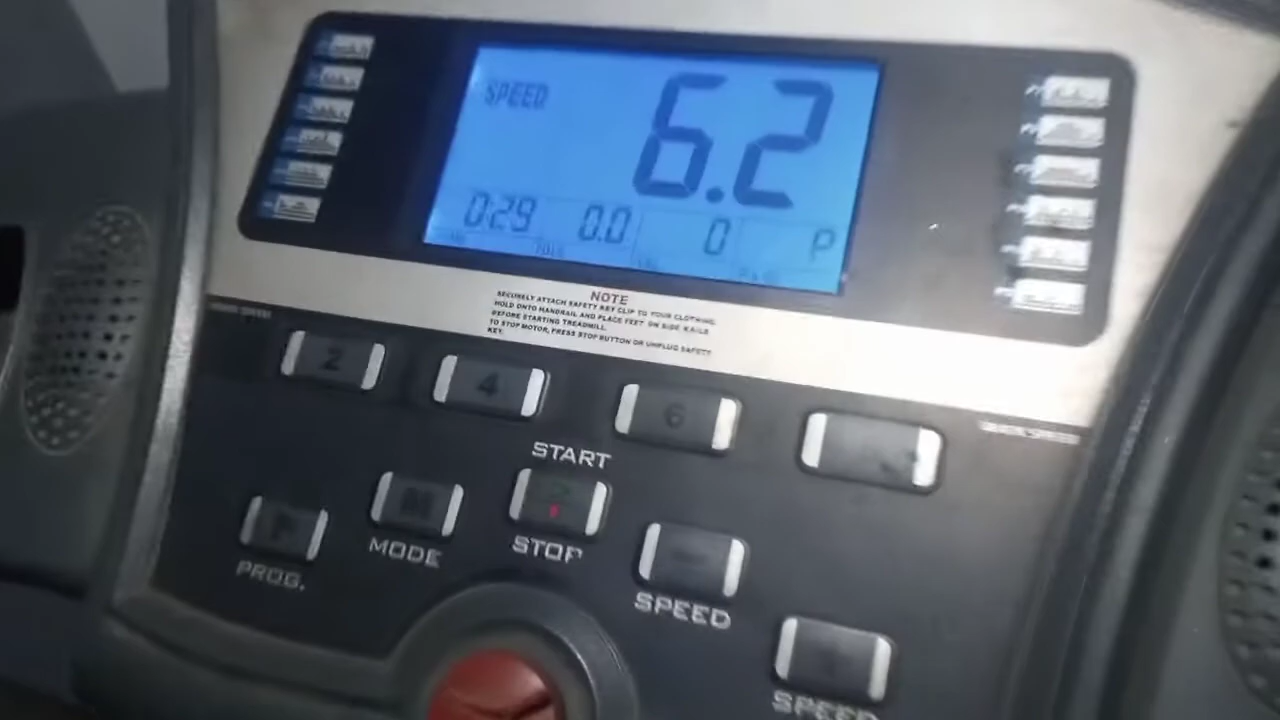 SPEED
6.2
0:29 0.0 0 P
NOTE
SECURELY ATTACH SAFETY KEY CLIP TO YOUR CLOTHING.
HOLD ONTO HANDRAIL AND PLACE FEET ON SIDE RAILS
BEFORE STARTING TREADMILL.
TO STOP MOTOR, PRESS STOP BUTTON OR UNPLUG SAFETY
KEY.
2 4 6
START
P M
PROG. MODE STOP
SPEED
SPEED